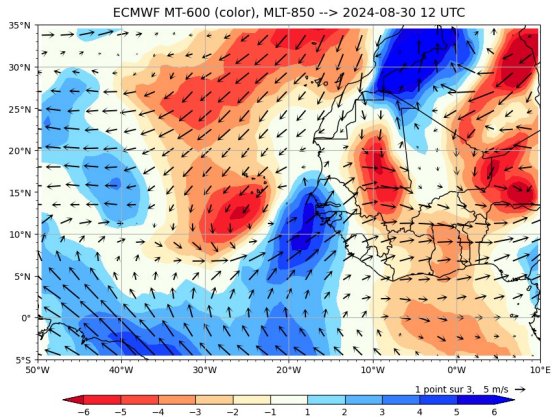 ECMWF MT-600 (color), MLT-850 --> 2024-08-30 12 UTC
35°N
30°N
25°N
20°N
15°N
10°N
5°N
0°
5°S
50°W 40°W 30°W 20°W 10°W 0°W 10°E
1 point sur 3, 5 m/s
−6 −5 −4 −3 −2 −1 1 2 3 4 5 6